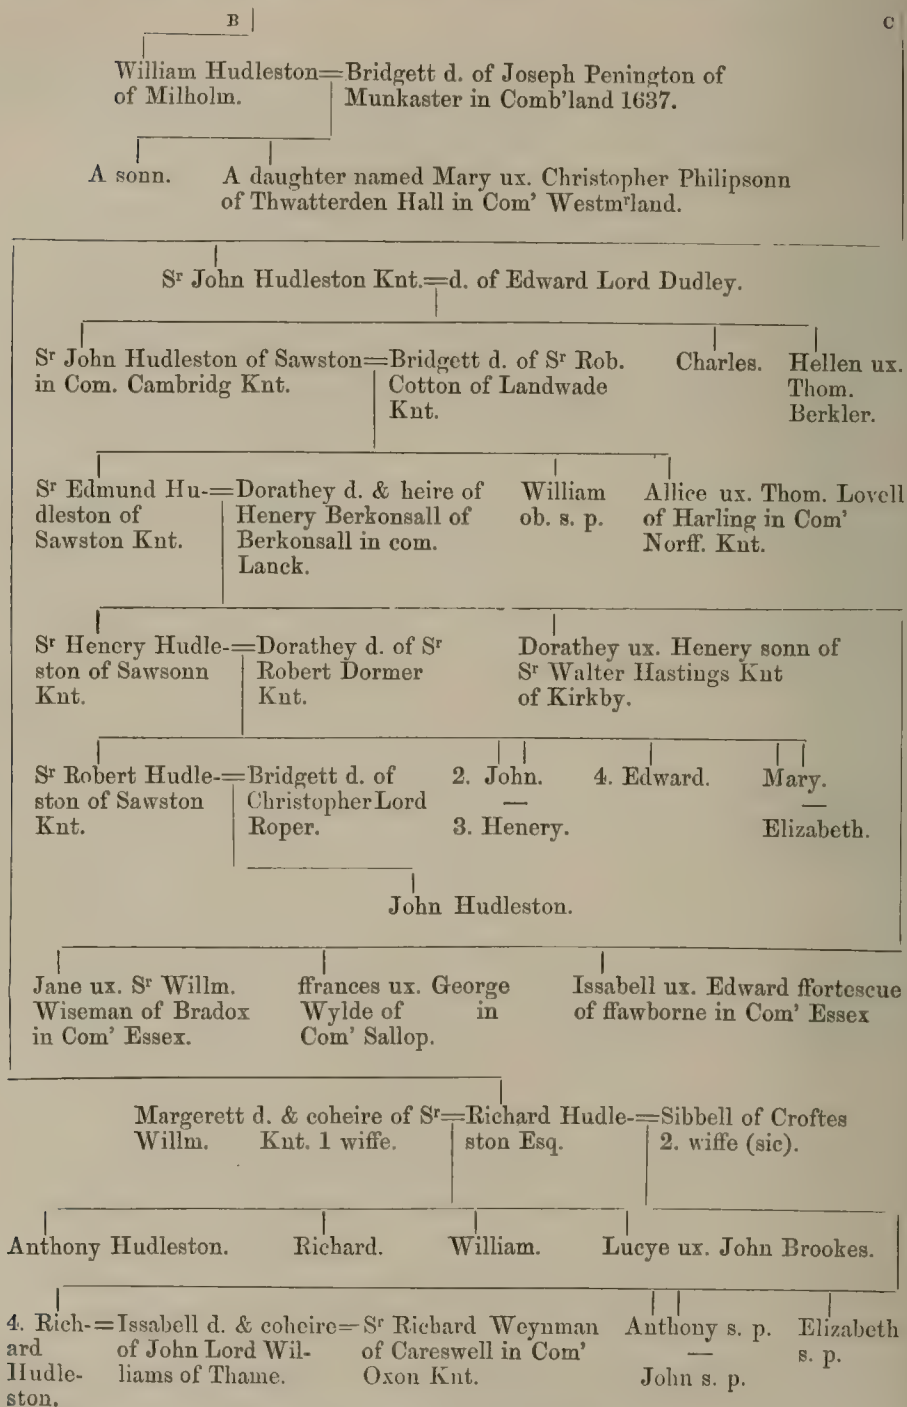 B C
William Hudleston=Bridgett d. of Joseph Penington of
of Milholm. Munkaster in Comb'land 1637.
A sonn. A daughter named Mary ux. Christopher Philipsonn
of Thwatterden Hall in Com' Westmrland.
Sr John Hudleston Knt.=d. of Edward Lord Dudley.
Sr John Hudleston of Sawston=Bridgett d. of Sr Rob. Charles. Hellen ux.
in Com. Cambridg Knt. Cotton of Landwade Thom.
Knt. Berkler.
Sr Edmund Hu-=Dorathey d. & heire of William Allice ux. Thom. Lovell
dleston of Henery Berkonsall of ob. s. p. of Harling in Com'
Sawston Knt. Berkonsall in com. Norff. Knt.
Lanck.
Sr Henery Hudle-=Dorathey d. of Sr Dorathey ux. Henery sonn of
ston of Sawsonn Robert Dormer Sr Walter Hastings Knt
Knt. Knt. of Kirkby.
Sr Robert Hudle-=Bridgett d. of 2. John. 4. Edward. Mary.
ston of Sawston Christopher Lord — —
Knt. Roper. 3. Henery. Elizabeth.
John Hudleston.
Jane ux. Sr Willm. ffrances ux. George Issabell ux. Edward ffortescue
Wiseman of Bradox Wylde of in of ffawborne in Com' Essex
in Com' Essex. Com' Sallop.
Margerett d. & coheire of Sr=Richard Hudle-=Sibbell of Croftes
Willm. Knt. 1 wiffe. ston Esq. 2. wiffe (sic).
Anthony Hudleston. Richard. William. Lucye ux. John Brookes.
4. Rich-=Issabell d. & coheire=Sr Richard Weynman Anthony s. p. Elizabeth
ard of John Lord Wil- of Careswell in Com' — s. p.
Hudle- liams of Thame. Oxon Knt. John s. p.
ston.